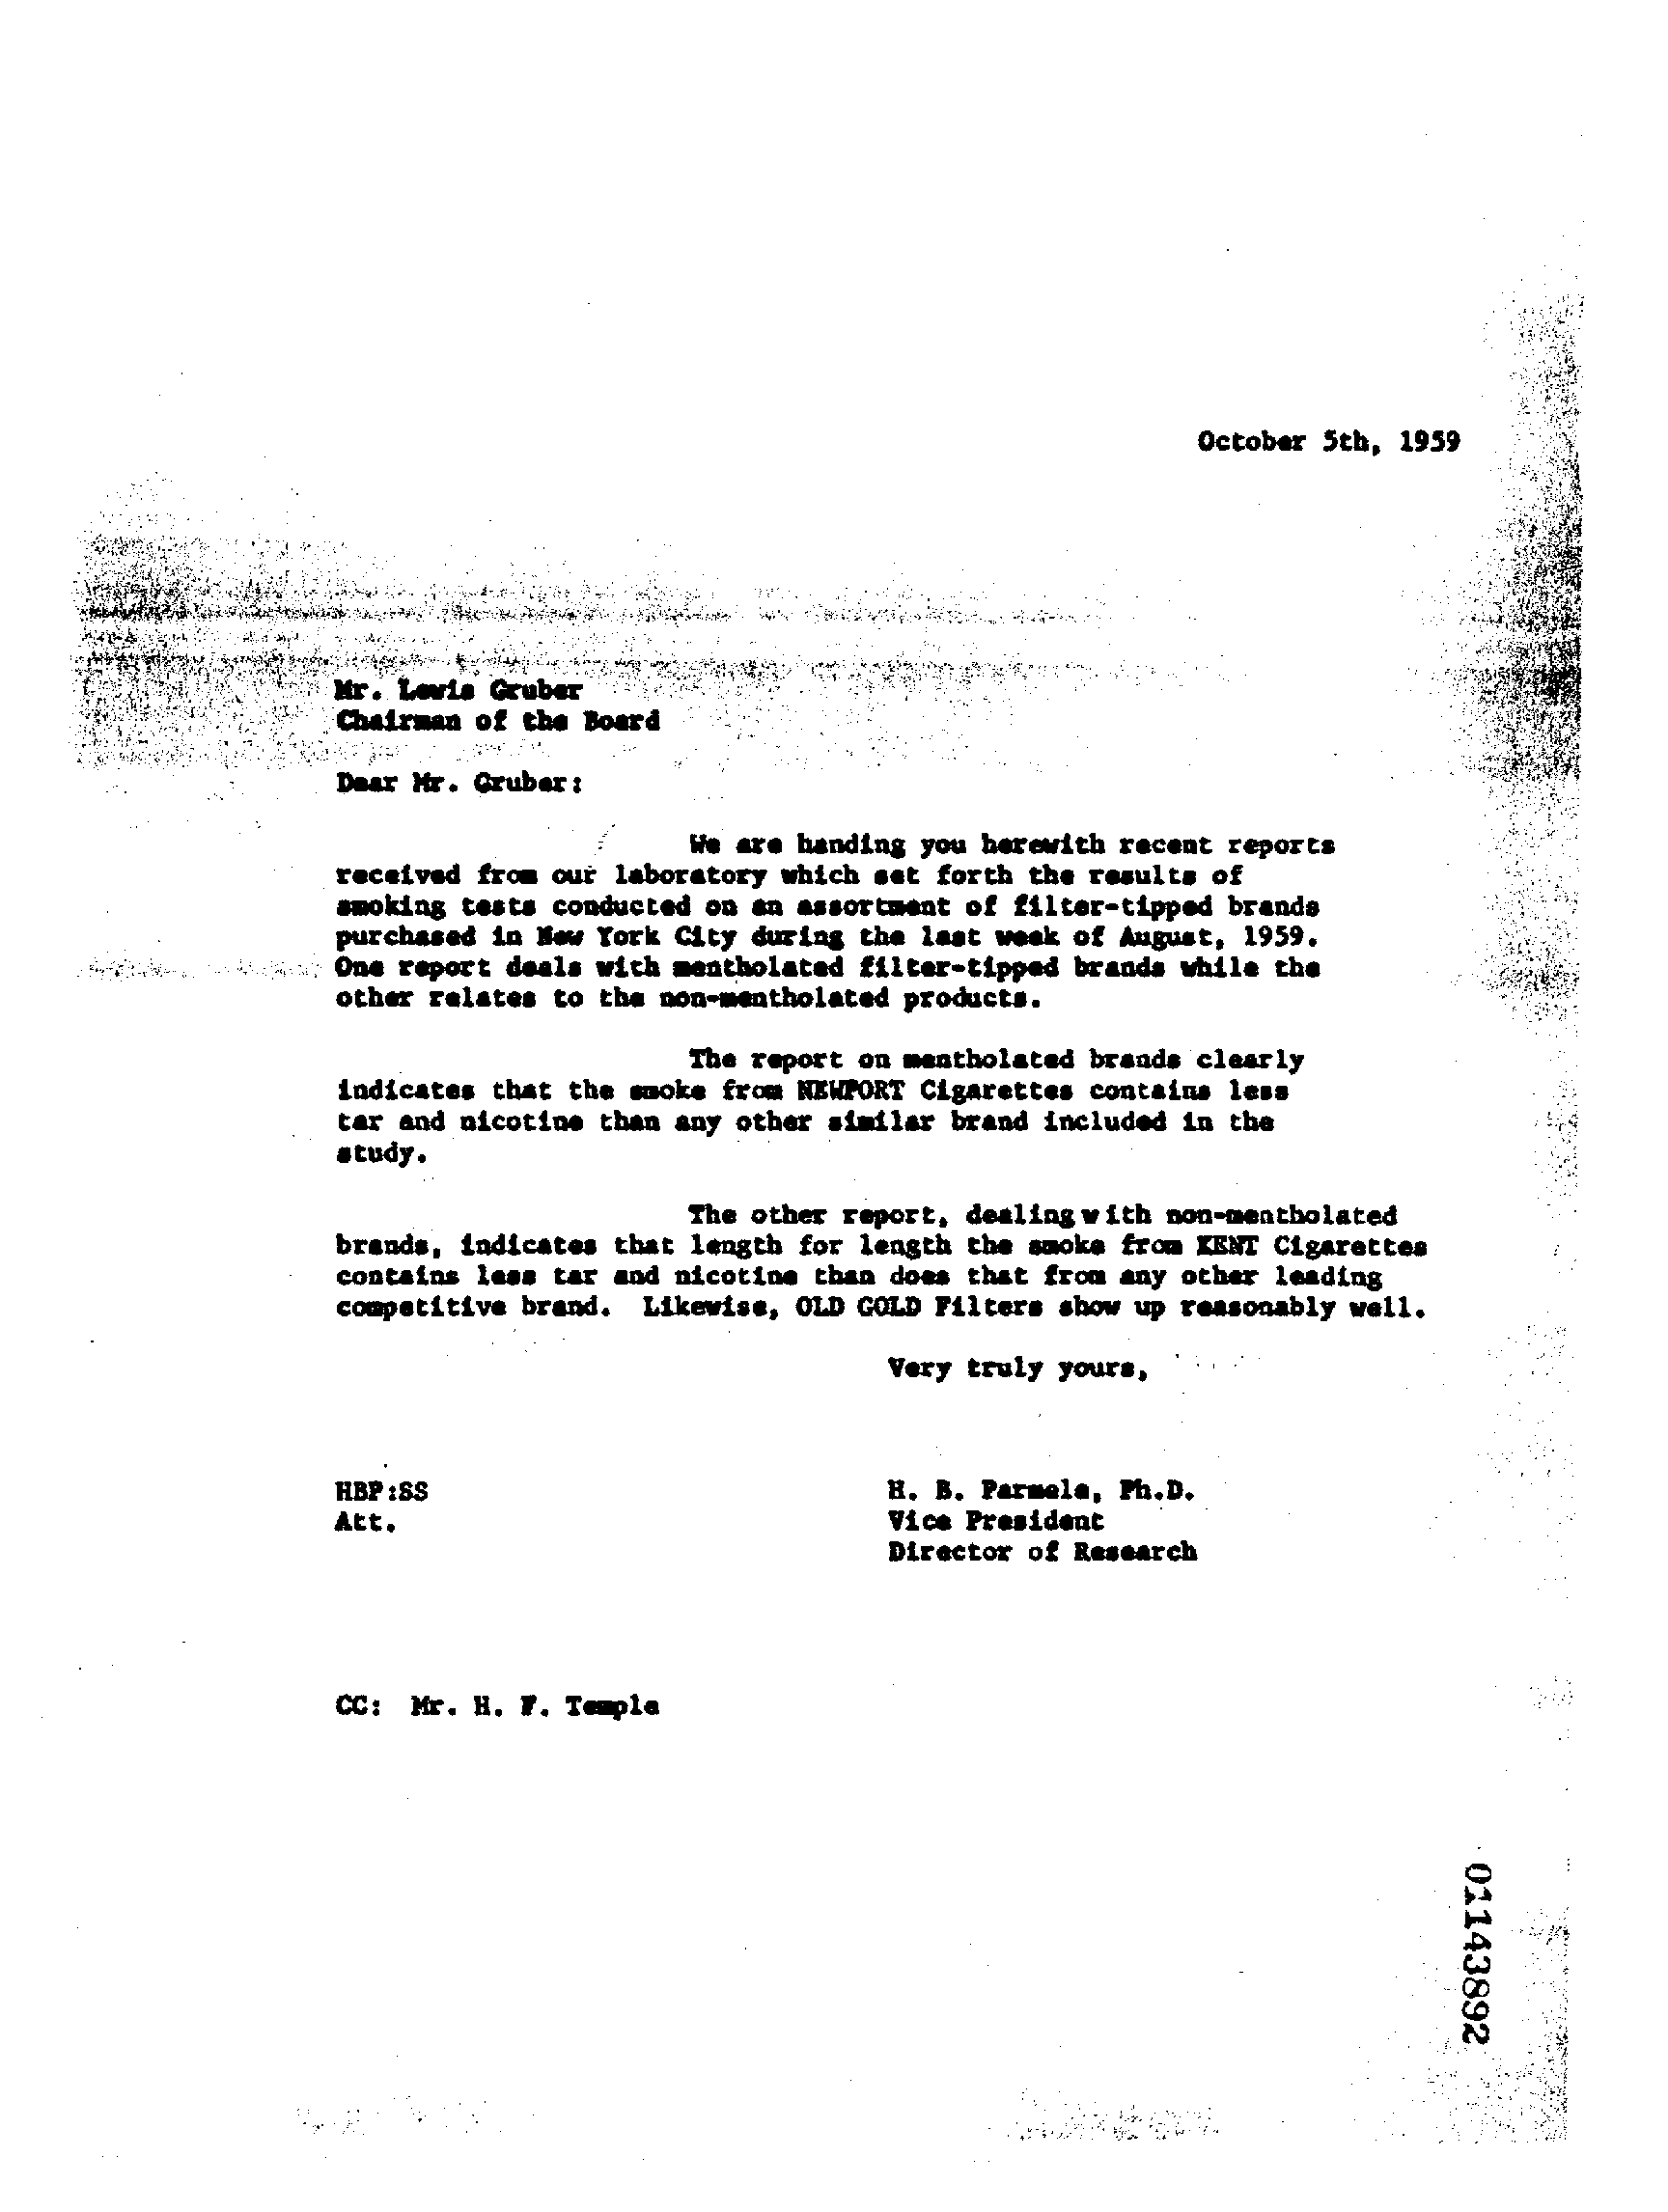 October 5th, 1959
Mr. Lewis Gruber
Chairman of the Board
Dear Mr. Gruber:
We are handing you herewith recent reports
received from our laboratory which set forth the results of
smoking tests conducted on an assortment of filter-tipped brands
purchased in New York City during the last week of August, 1959.
One report deals with mentholated filter-tipped brands while the
other relates to the non-mentholated products.
The report on mentholated brands clearly
indicates that the smoke from NEWPORT Cigarettes contains less
tar and nicotine than any other similar brand included in the
study.
The other report, dealing with non-mentholated
brands, indicates that length for length the smoke from KENT Cigarettes
contains less tar and nicotine than does that from any other leading
competitive brand. Likewise, OLD GOLD Filters show up reasonably well.
Very truly yours,
HBP:SS
Att.
H. B. Parmele, Ph.D.
Vice President
Director of Research
CC: Mr. H. F. Temple
01143892